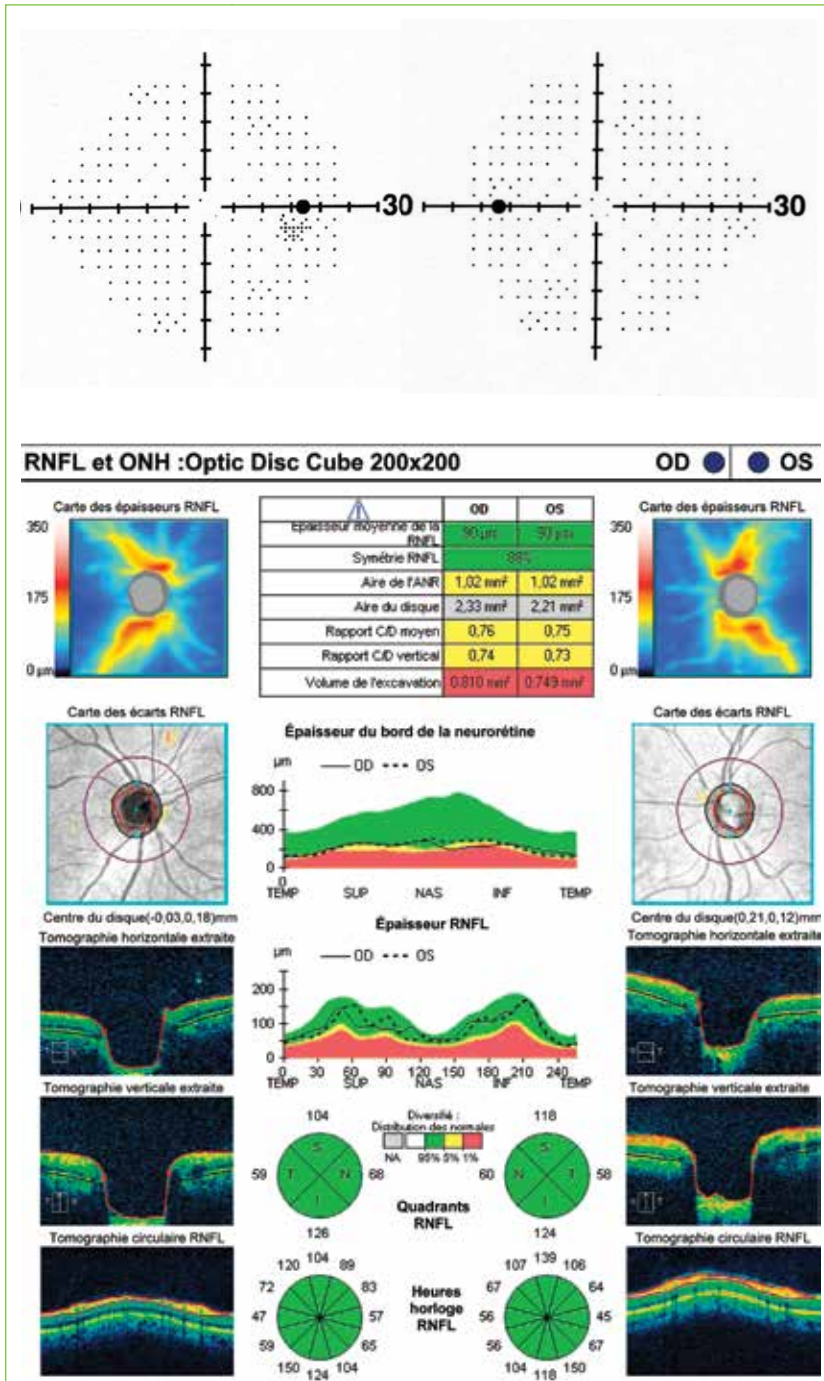 30
30
RNFL et ONH :Optic Disc Cube 200x200 OD OS
Carte des épaisseurs RNFL
350
175
0 µm
OD OS
Epaisseur moyenne de la RNFL 90 µm
Symétrie RNFL 88%
Aire de l'ANR 1,02 mm² 1,02 mm²
Aire du disque 2,33 mm² 2,21 mm²
Rapport C/D moyen 0,76 0,75
Rapport C/D vertical 0,74 0,73
Volume de l'excavation 0.810 mm³ 0.749 mm³
Carte des épaisseurs RNFL
350
175
0 µm
Carte des écarts RNFL
Centre du disque(-0,03,0,18)mm
Épaisseur du bord de la neurorétine
µm OD OS
800
400
0
0
TEMP SUP NAS INF TEMP
Carte des écarts RNFL
Centre du disque(0,21,0,12)mm
Tomographie horizontale extraite
Épaisseur RNFL
µm OD OS
200
100
0
0 30 60 90 120 150 180 210 240
TEMP SUP NAS INF TEMP
Tomographie horizontale extraite
Tomographie verticale extraite
Tomographie verticale extraite
Diversifié :
Distribution des normales
NA 95% 5% 1%
104
S
59 T N 68
I
126
Quadrants
RNFL
118
S
60 N T 58
I
124
Tomographie circulaire RNFL
Tomographie circulaire RNFL
Heures
horloge
RNFL
104
120 89
72 83
47 57
59 65
150 104
124
139
107 106
67 64
56 45
56 67
104 150
118